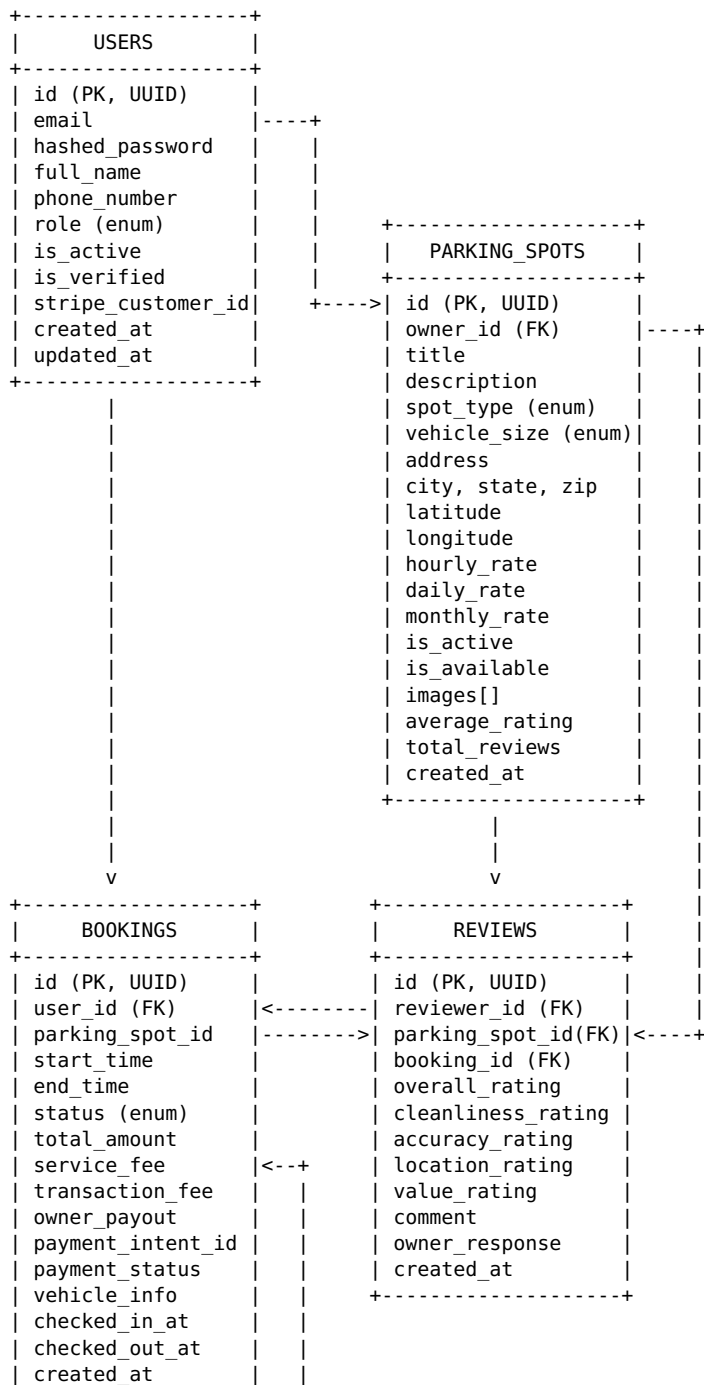 +-------------------+
|       USERS       |
+-------------------+
| id (PK, UUID)     |
| email             |----+
| hashed_password   |    |
| full_name         |    |
| phone_number      |    |
| role (enum)       |    |     +--------------------+
| is_active         |    |     |   PARKING_SPOTS    |
| is_verified       |    |     +--------------------+
| stripe_customer_id|    +---->| id (PK, UUID)      |
| created_at        |          | owner_id (FK)      |----+
| updated_at        |          | title              |    |
+-------------------+          | description        |    |
        |                      | spot_type (enum)   |    |
        |                      | vehicle_size (enum)|    |
        |                      | address            |    |
        |                      | city, state, zip   |    |
        |                      | latitude           |    |
        |                      | longitude          |    |
        |                      | hourly_rate        |    |
        |                      | daily_rate         |    |
        |                      | monthly_rate       |    |
        |                      | is_active          |    |
        |                      | is_available       |    |
        |                      | images[]           |    |
        |                      | average_rating     |    |
        |                      | total_reviews      |    |
        |                      | created_at         |    |
        |                      +--------------------+    |
        |                               |                |
        |                               |                |
        v                               v                |
+-------------------+         +--------------------+     |
|      BOOKINGS     |         |      REVIEWS       |     |
+-------------------+         +--------------------+     |
| id (PK, UUID)     |         | id (PK, UUID)      |     |
| user_id (FK)      |<--------| reviewer_id (FK)   |     |
| parking_spot_id   |-------->| parking_spot_id(FK)|<----+
| start_time        |         | booking_id (FK)    |
| end_time          |         | overall_rating     |
| status (enum)     |         | cleanliness_rating |
| total_amount      |         | accuracy_rating    |
| service_fee       |<--+     | location_rating    |
| transaction_fee   |   |     | value_rating       |
| owner_payout      |   |     | comment            |
| payment_intent_id |   |     | owner_response     |
| payment_status    |   |     | created_at         |
| vehicle_info      |   |     +--------------------+
| checked_in_at     |   |
| checked_out_at    |   |
| created_at        |   |